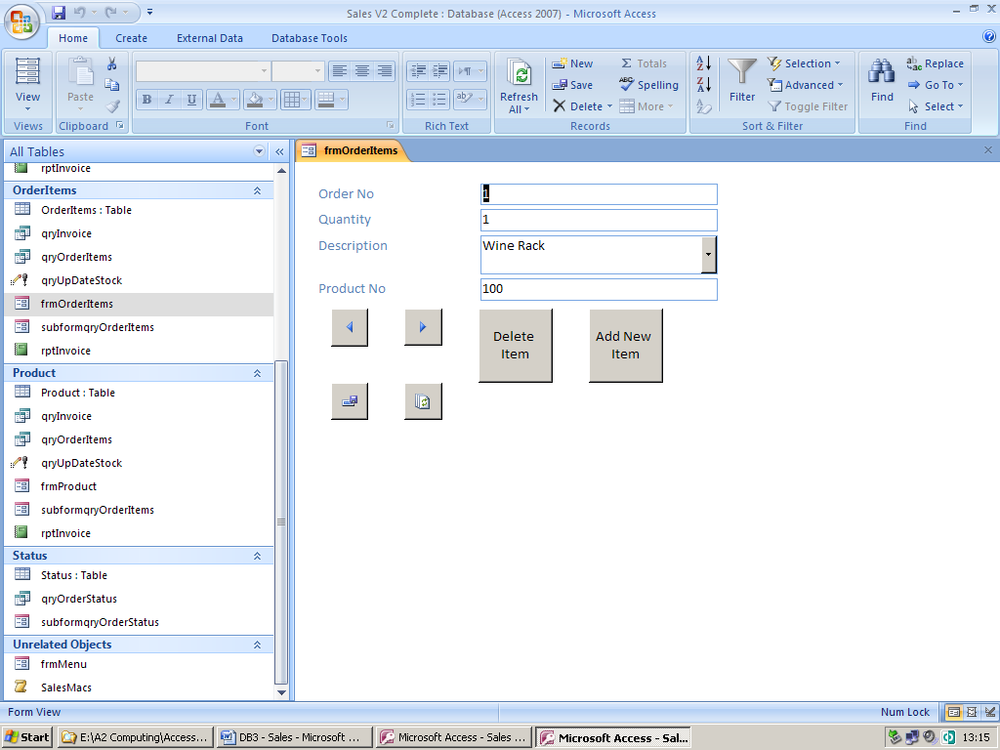 Sales V2 Complete : Database (Access 2007) - Microsoft Access
Home Create External Data Database Tools
View
Views
Paste
Clipboard
B I U A
Font
Rich Text
Refresh All
New
Save
Delete
Σ Totals
ABC Spelling
More
Records
A Z
Z A
Filter
Selection
Advanced
Toggle Filter
Sort & Filter
Find
Replace
Go To
Select
Find
All Tables
rptInvoice
OrderItems
OrderItems : Table
qryInvoice
qryOrderItems
qryUpDateStock
frmOrderItems
subformqryOrderItems
rptInvoice
Product
Product : Table
qryInvoice
qryOrderItems
qryUpDateStock
frmProduct
subformqryOrderItems
rptInvoice
Status
Status : Table
qryOrderStatus
subformqryOrderStatus
Unrelated Objects
frmMenu
SalesMacs
frmOrderItems
Order No 1
Quantity 1
Description Wine Rack
Product No 100
Delete
Item
Add New
Item
Form View
Num Lock
Start
E:\A2 Computing\Access...
DB3 - Sales - Microsoft ...
Microsoft Access - Sales ...
Microsoft Access - Sal...
13:15